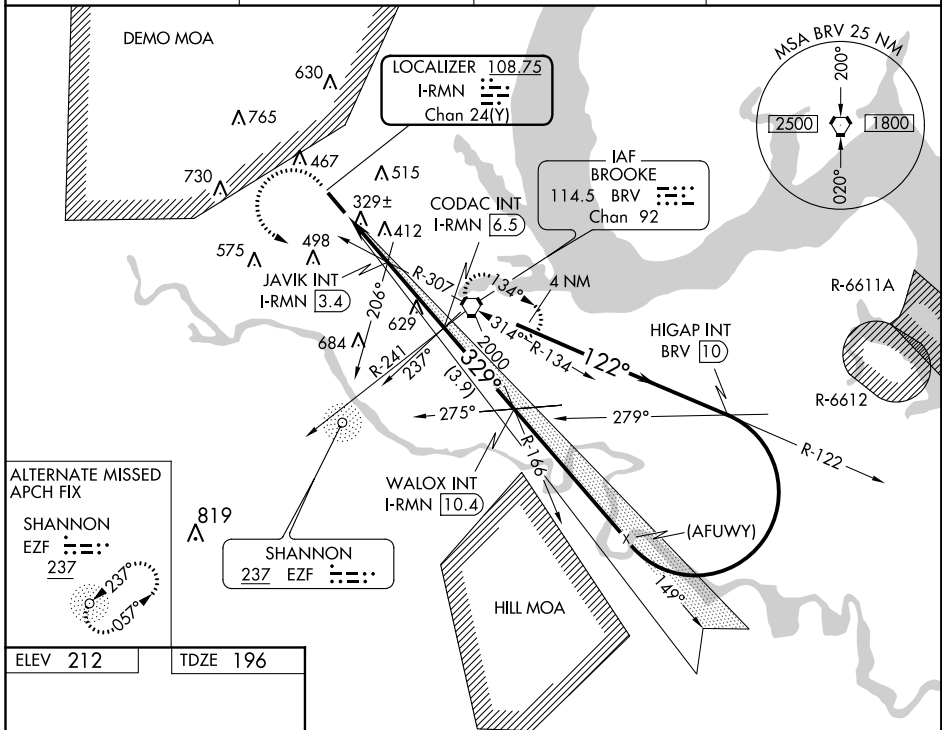 DEMO MOA
630
765
730
467
LOCALIZER 108.75
I-RMN
Chan 24(Y)
515
329±
412
575
498
CODAC INT
I-RMN 6.5
IAF
BROOKE
114.5 BRV
Chan 92
MSA BRV 25 NM
200°
2500
1800
020°
JAVIK INT
I-RMN 3.4
R-307
134°
4 NM
206°
629
684
314°
R-134
2000
122°
HIGAP INT
BRV 10
R-6611A
R-6612
R-241
237°
329°
(3.9)
275°
279°
R-122
R-166
WALOX INT
I-RMN 10.4
ALTERNATE MISSED
APCH FIX
SHANNON
EZF
237
237°
057°
819
SHANNON
237 EZF
(AFUWY)
149°
HILL MOA
ELEV 212
TDZE 196